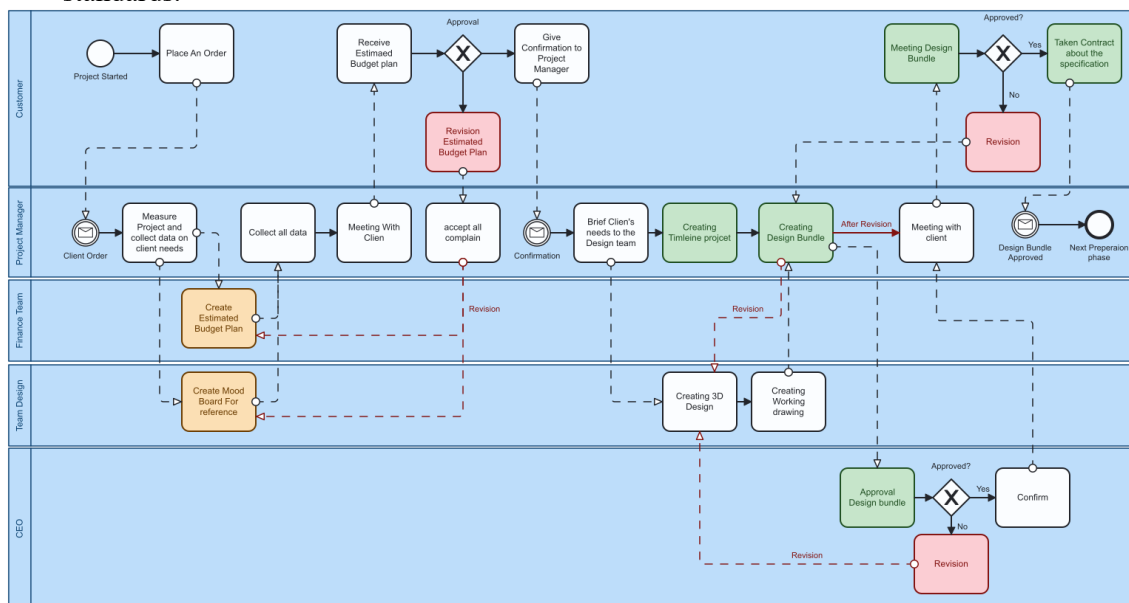 Customer
Project Started
Place An Order
Receive
Estimaed
Budget plan
Approval
X
Give
Confirmation to
Project
Manager
Revision
Estimated
Budget Plan
Meeting Design
Bundle
Approved?
X
Yes
No
Taken Contract
about the
specification
Revision
Project Manager
Client Order
Measure
Project and
collect data on
client needs
Collect all data
Meeting With
Clien
accept all
complain
Confirmation
Brief Clien's
needs to the
Design team
Creating
Timleine projcet
Creating
Design Bundle
After Revision
Meeting with
client
Design Bundle
Approved
Next Preperaion
phase
Finance Team
Create
Estimated
Budget Plan
Revision
Revision
Team Design
Create Mood
Board For
reference
Creating 3D
Design
Creating
Working
drawing
CEO
Approval
Design bundle
Approved?
X
Yes
No
Confirm
Revision
Revision